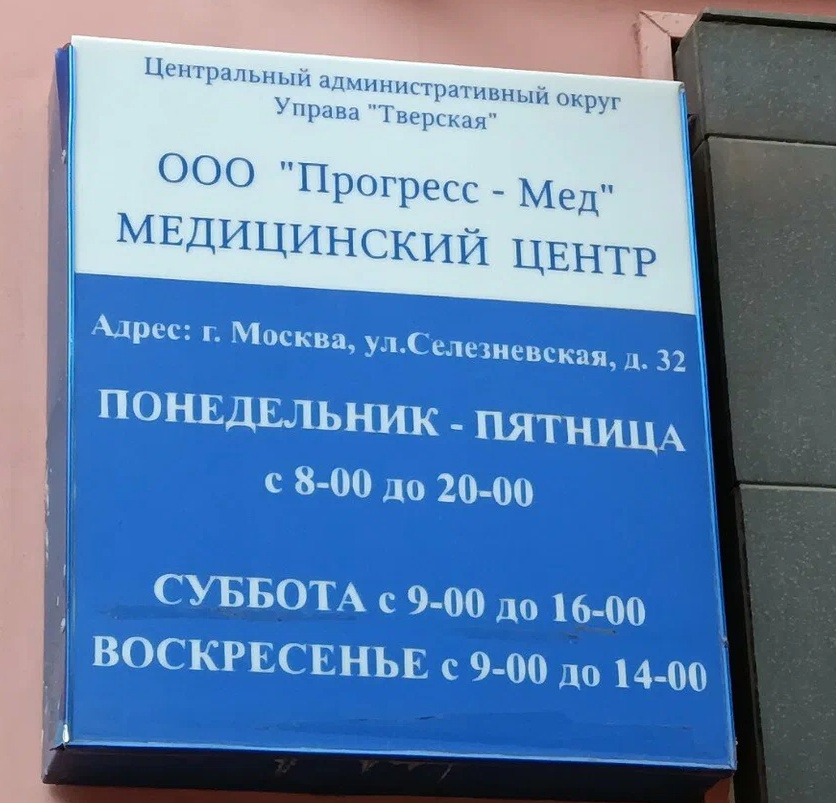 Центральный административный округ
Управа "Тверская"
ООО "Прогресс - Мед"
МЕДИЦИНСКИЙ ЦЕНТР
Адрес: г. Москва, ул.Селезневская, д. 32
ПОНЕДЕЛЬНИК - ПЯТНИЦА
с 8-00 до 20-00
СУББОТА с 9-00 до 16-00
ВОСКРЕСЕНЬЕ с 9-00 до 14-00